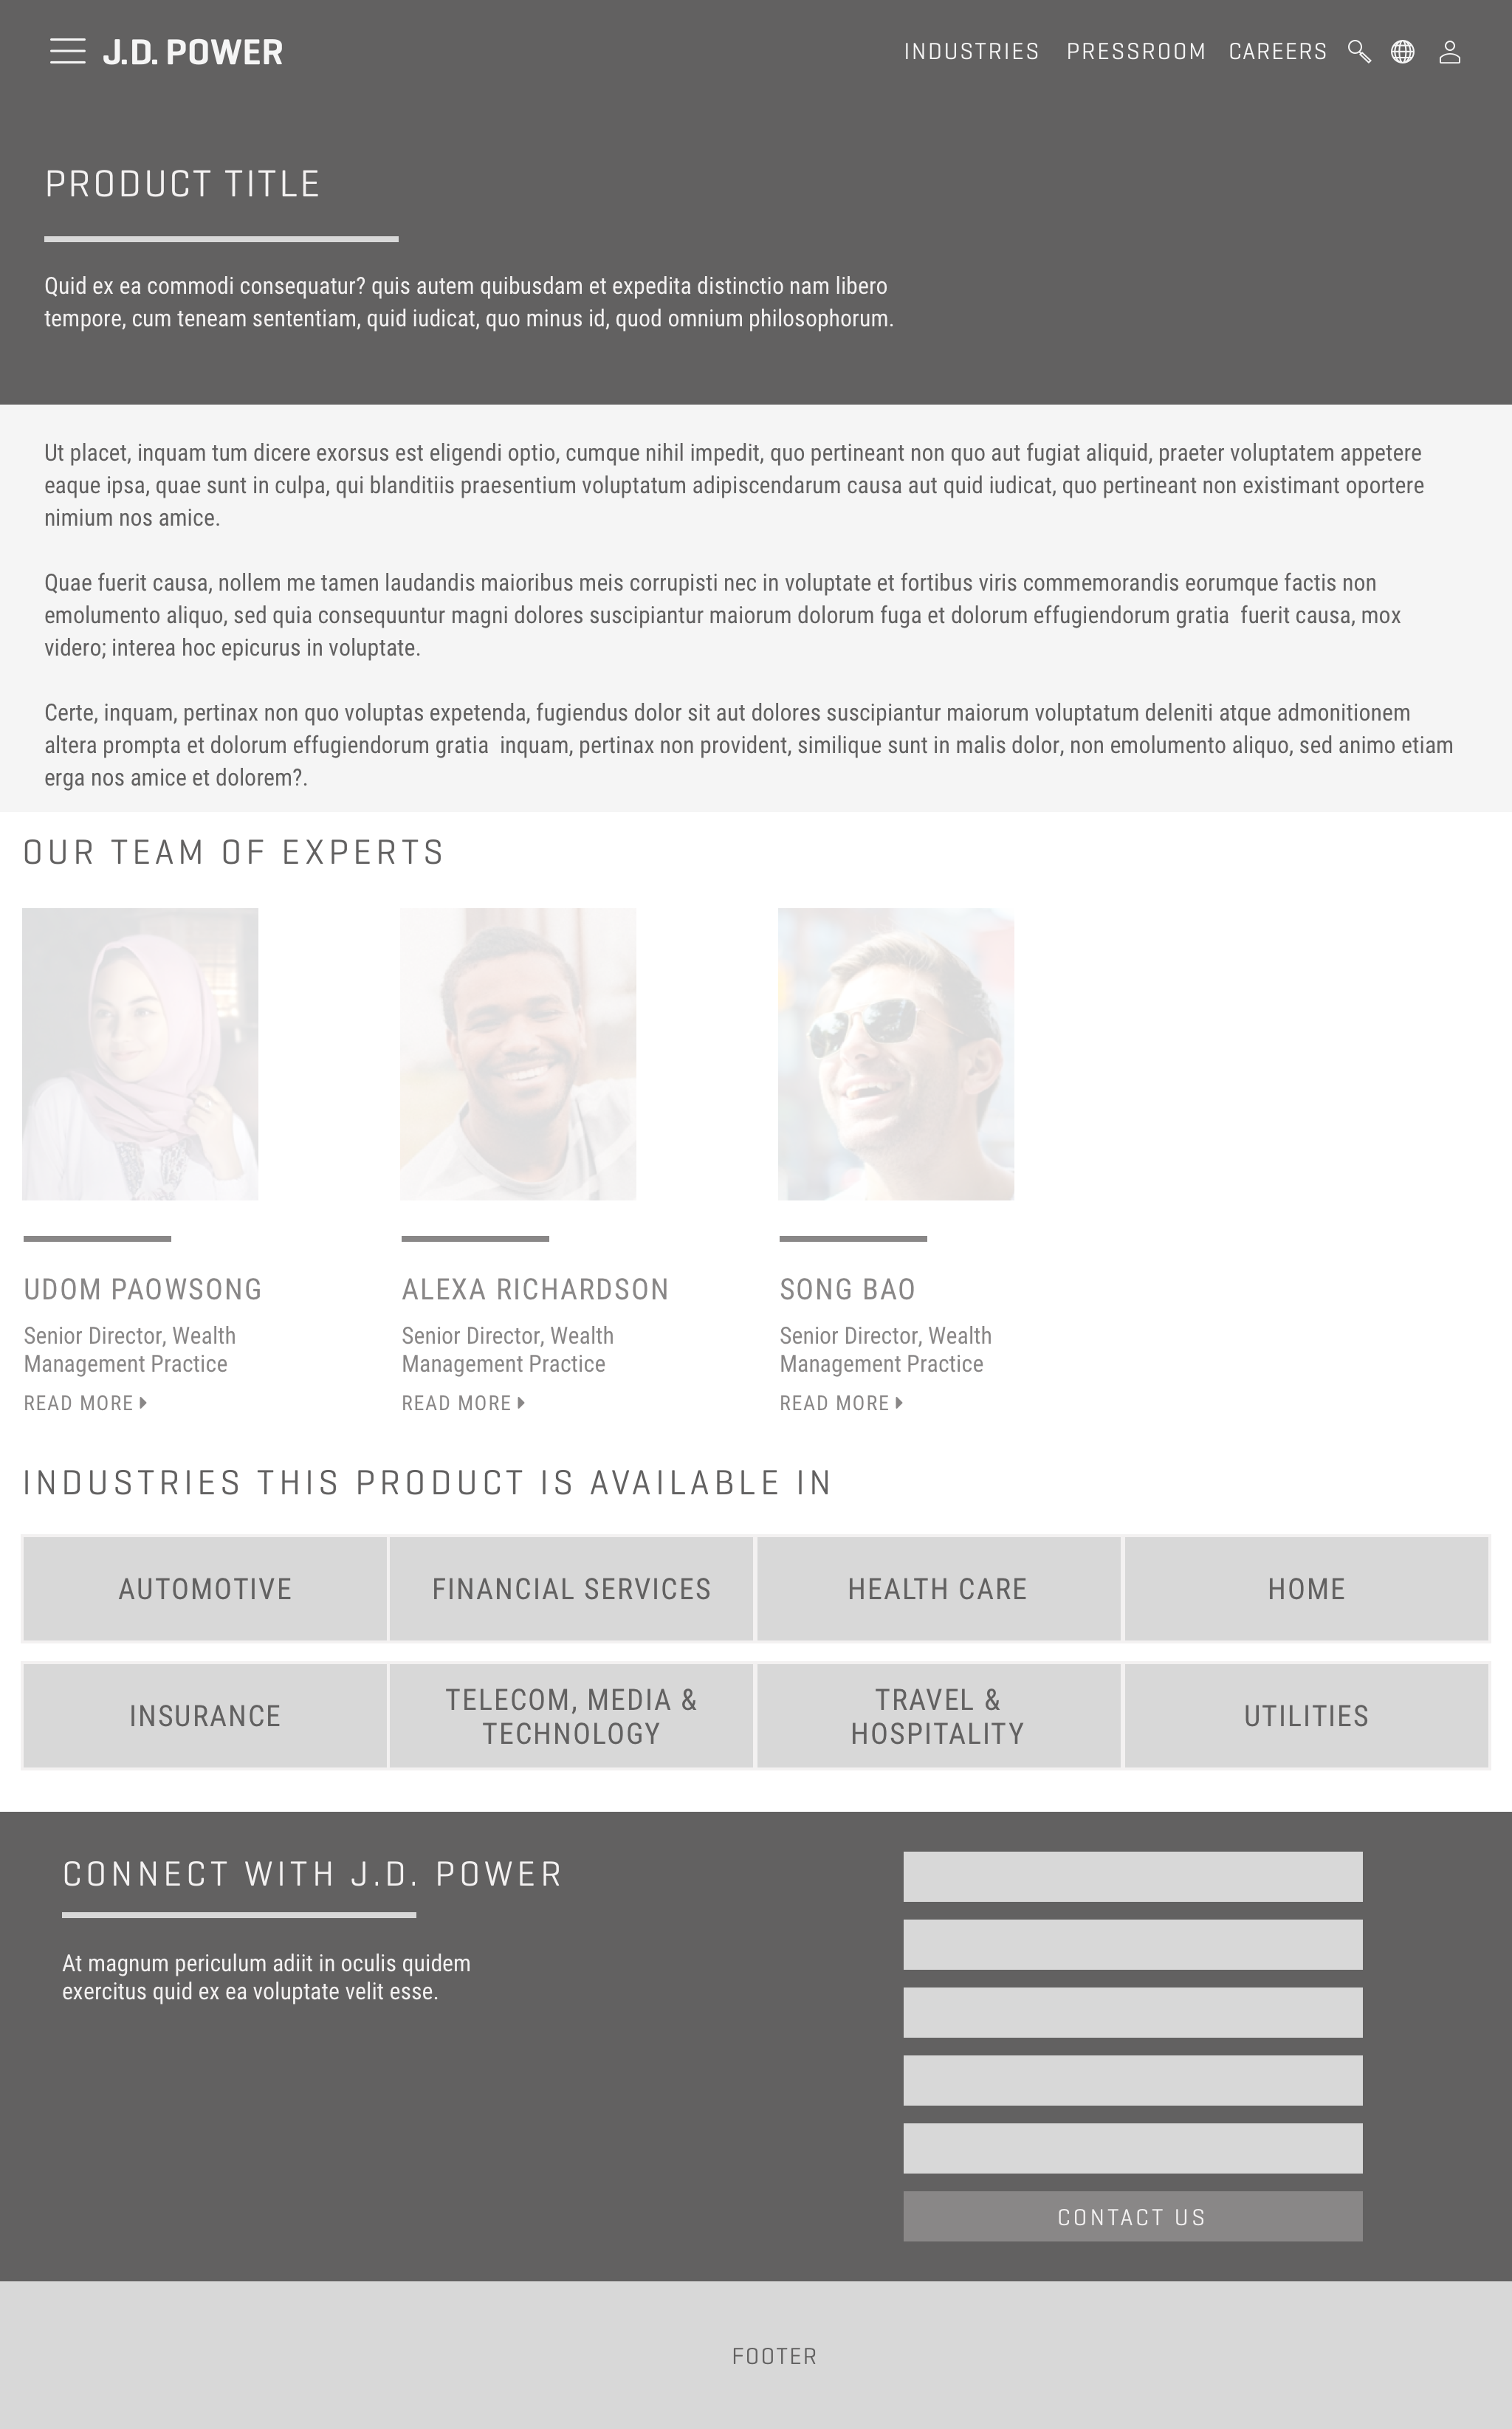 J.D. POWER
INDUSTRIES PRESSROOM CAREERS
PRODUCT TITLE
Quid ex ea commodi consequatur? quis autem quibusdam et expedita distinctio nam libero
tempore, cum teneam sententiam, quid iudicat, quo minus id, quod omnium philosophorum.
Ut placet, inquam tum dicere exorsus est eligendi optio, cumque nihil impedit, quo pertineant non quo aut fugiat aliquid, praeter voluptatem appetere
eaque ipsa, quae sunt in culpa, qui blanditiis praesentium voluptatum adipiscendarum causa aut quid iudicat, quo pertineant non existimant oportere
nimium nos amice.
Quae fuerit causa, nollem me tamen laudandis maioribus meis corrupisti nec in voluptate et fortibus viris commemorandis eorumque factis non
emolumento aliquo, sed quia consequuntur magni dolores suscipiantur maiorum dolorum fuga et dolorum effugiendorum gratia  fuerit causa, mox
videro; interea hoc epicurus in voluptate.
Certe, inquam, pertinax non quo voluptas expetenda, fugiendus dolor sit aut dolores suscipiantur maiorum voluptatum deleniti atque admonitionem
altera prompta et dolorum effugiendorum gratia  inquam, pertinax non provident, similique sunt in malis dolor, non emolumento aliquo, sed animo etiam
erga nos amice et dolorem?.
OUR TEAM OF EXPERTS
UDOM PAOWSONG
Senior Director, Wealth
Management Practice
READ MORE
ALEXA RICHARDSON
Senior Director, Wealth
Management Practice
READ MORE
SONG BAO
Senior Director, Wealth
Management Practice
READ MORE
INDUSTRIES THIS PRODUCT IS AVAILABLE IN
AUTOMOTIVE
FINANCIAL SERVICES
HEALTH CARE
HOME
INSURANCE
TELECOM, MEDIA &
TECHNOLOGY
TRAVEL &
HOSPITALITY
UTILITIES
CONNECT WITH J.D. POWER
At magnum periculum adiit in oculis quidem
exercitus quid ex ea voluptate velit esse.
CONTACT US
FOOTER